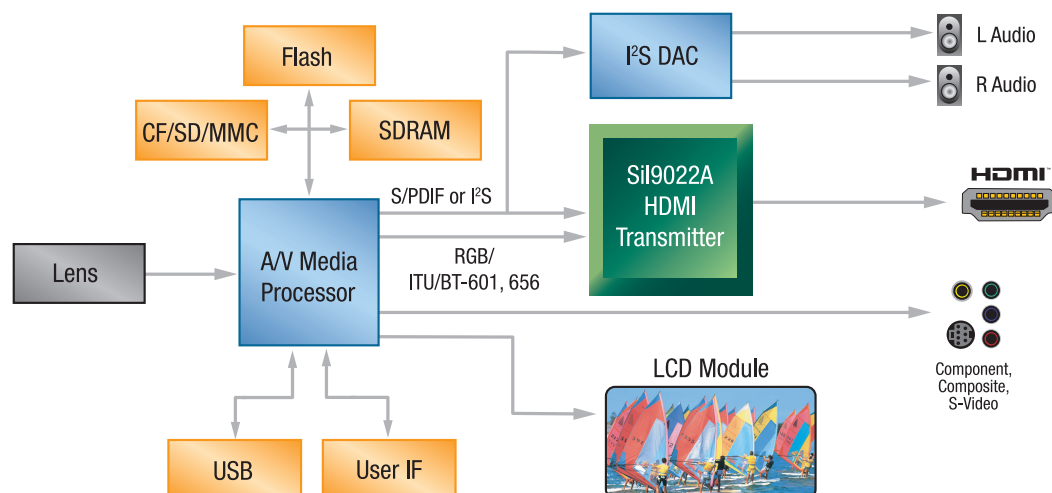 Flash
I²S DAC
L Audio
R Audio
CF/SD/MMC
SDRAM
SiI9022A
HDMI
Transmitter
HDMI™
S/PDIF or I²S
RGB/
ITU/BT-601, 656
Lens
A/V Media
Processor
LCD Module
Component,
Composite,
S-Video
USB
User IF